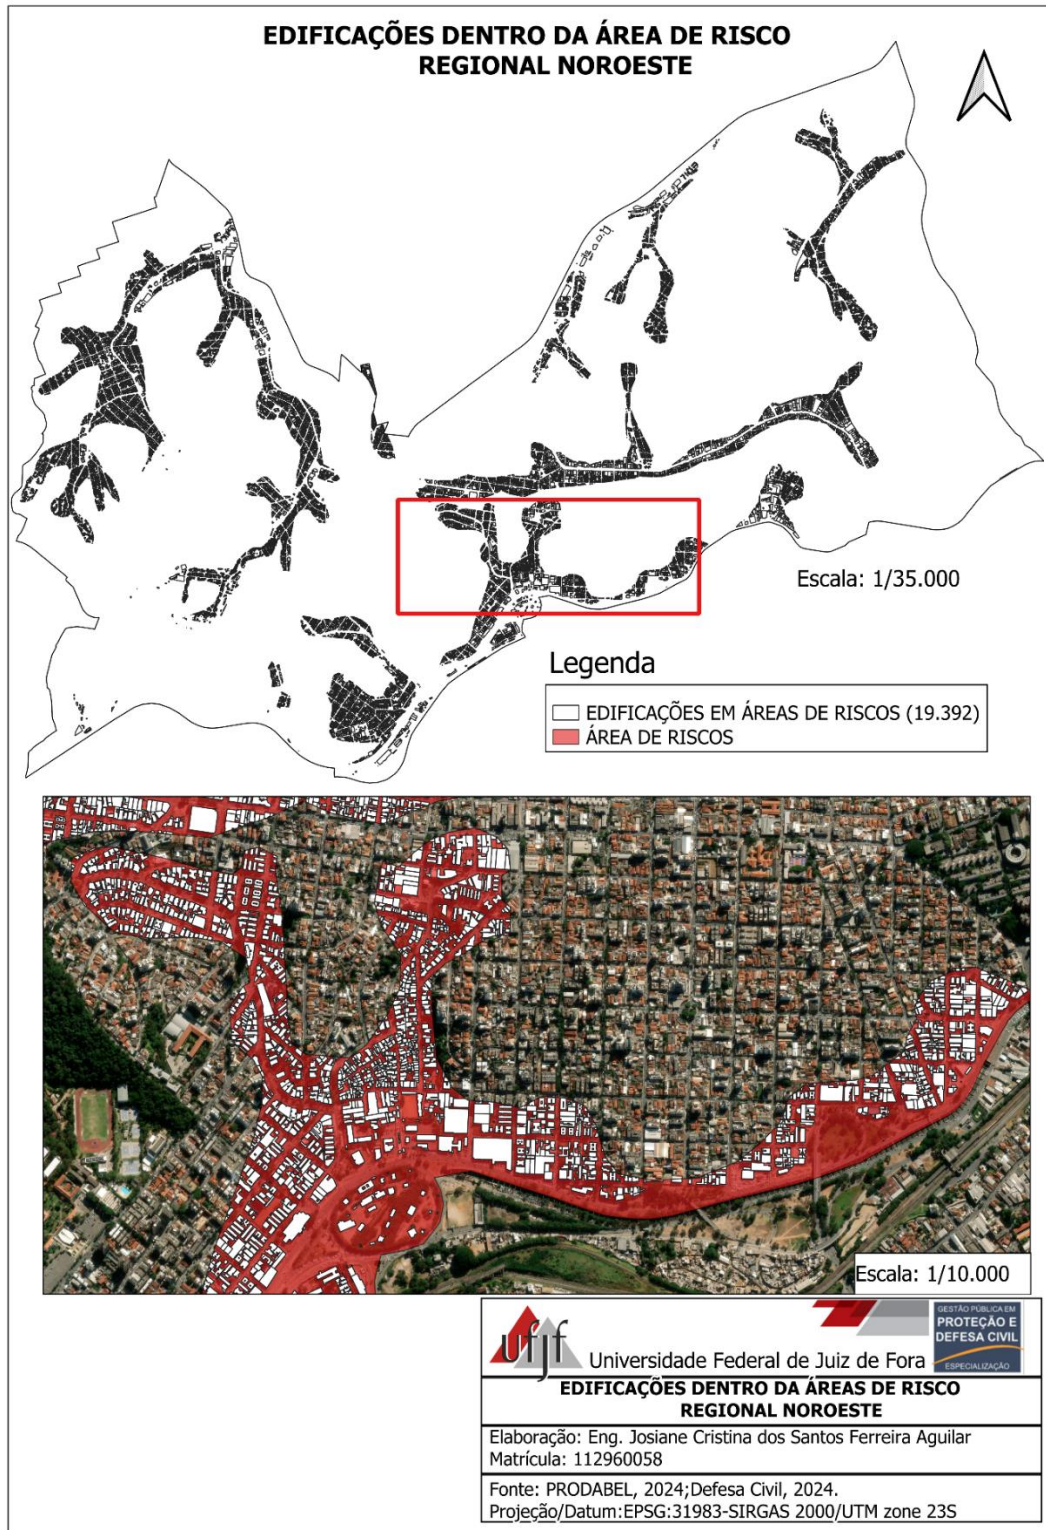 EDIFICAÇÕES DENTRO DA ÁREA DE RISCO
REGIONAL NOROESTE
Escala: 1/35.000
Legenda
EDIFICAÇÕES EM ÁREAS DE RISCOS (19.392)
ÁREA DE RISCOS
Escala: 1/10.000
ufjf
Universidade Federal de Juiz de Fora
GESTÃO PÚBLICA EM
PROTEÇÃO E
DEFESA CIVIL
ESPECIALIZAÇÃO
EDIFICAÇÕES DENTRO DA ÁREAS DE RISCO
REGIONAL NOROESTE
Elaboração: Eng. Josiane Cristina dos Santos Ferreira Aguilar
Matrícula: 112960058
Fonte: PRODABEL, 2024;Defesa Civil, 2024.
Projeção/Datum:EPSG:31983-SIRGAS 2000/UTM zone 23S